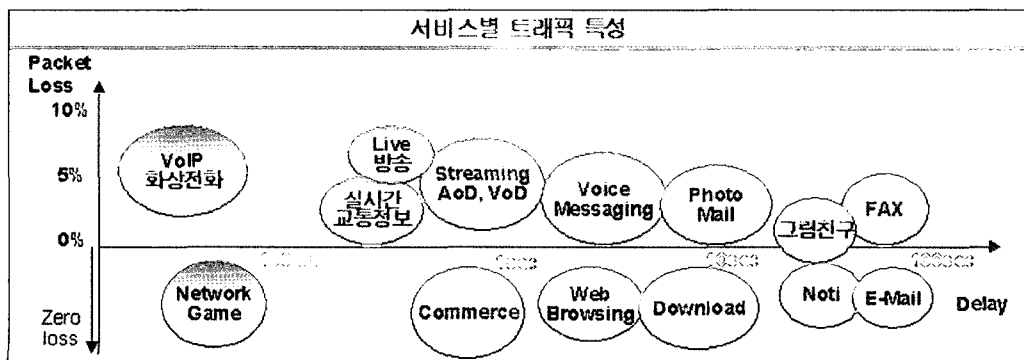 서비스별 트래픽 특성
Packet
Loss
10%
5%
0%
VoIP
화상전화
Live
방송
실시간
교통정보
Streaming
AoD, VoD
Voice
Messaging
Photo
Mail
그림친구
FAX
Network
Game
Commerce
Web
Browsing
Download
Noti
E-Mail
Delay
Zero
loss